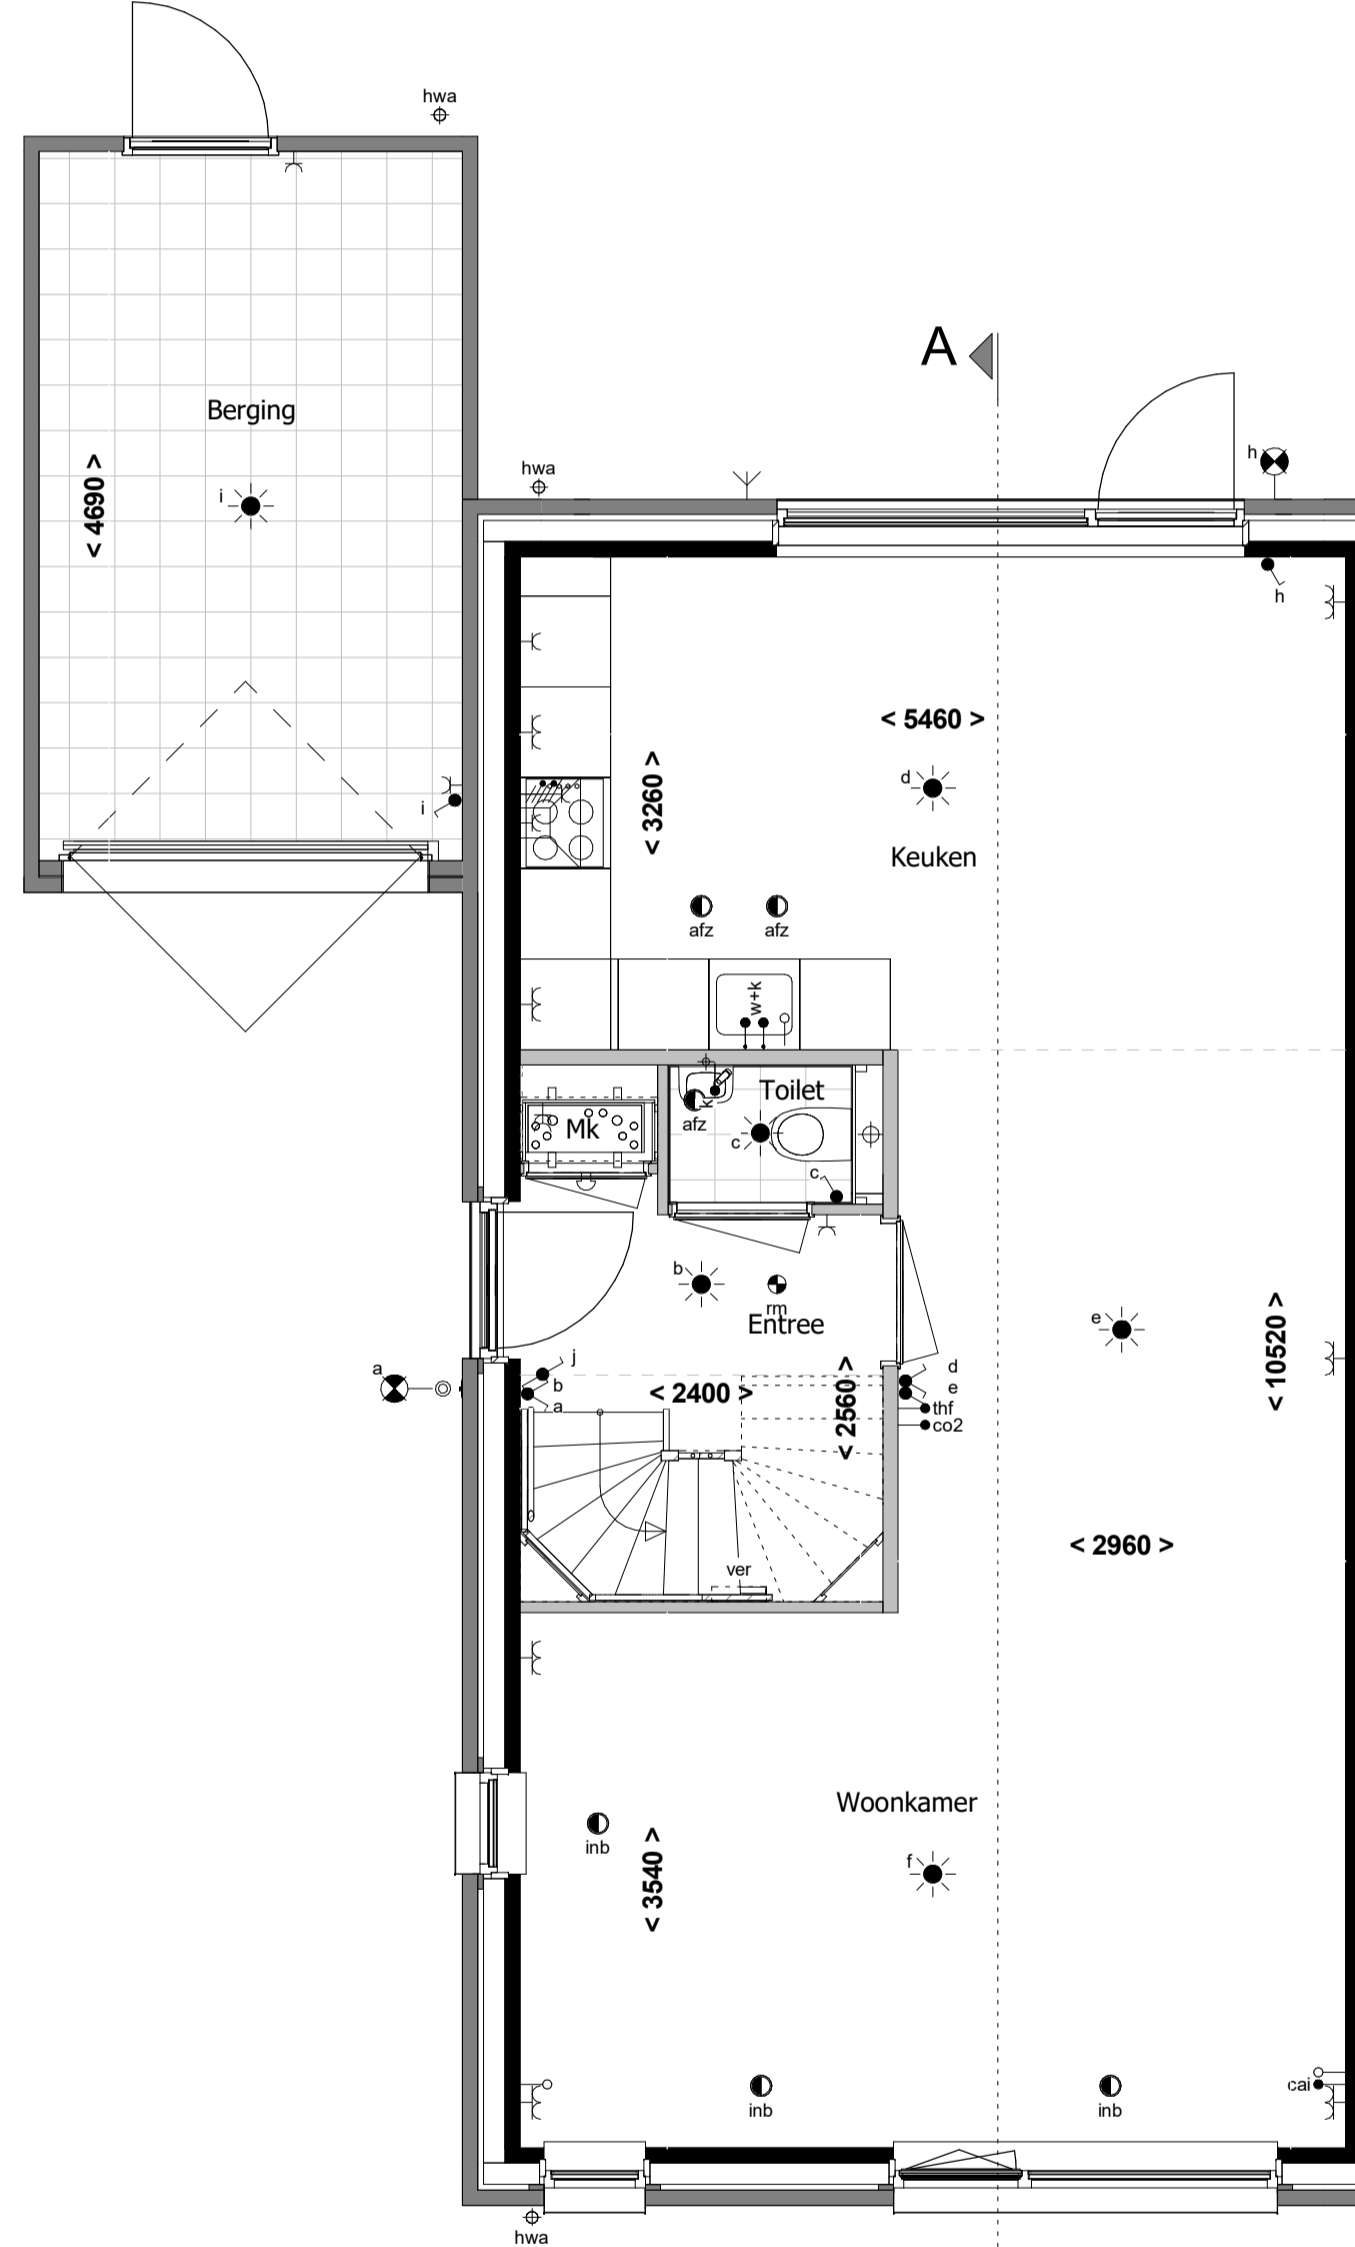 hwa
A
Berging
< 4690 >
i
hwa
h
h
< 5460 >
d
< 3260 >
Keuken
i
afz
afz
w+k
Toilet
k
afz
Mk
c
c
b
rm
Entree
e
< 10520 >
a
j
b
a
< 2400 >
< 2560 >
d
e
thf
co2
< 2960 >
ver
Woonkamer
inb
< 3540 >
f
cai
inb
inb
hwa